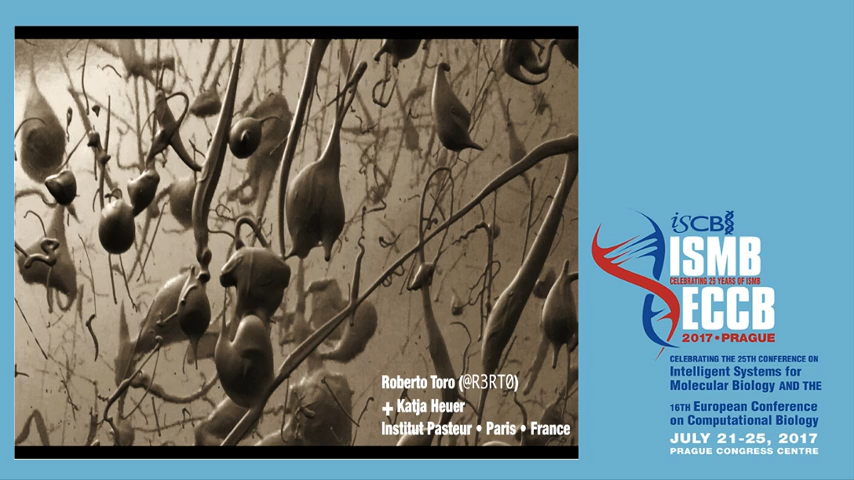 Roberto Toro (@R3RT0)
+ Katja Heuer
Institut Pasteur • Paris • France
iSCB
ISMB
CELEBRATING 25 YEARS OF ISMB
ECCB
2017 • PRAGUE
CELEBRATING THE 25TH CONFERENCE ON
Intelligent Systems for
Molecular Biology AND THE
16TH European Conference
on Computational Biology
JULY 21-25, 2017
PRAGUE CONGRESS CENTRE